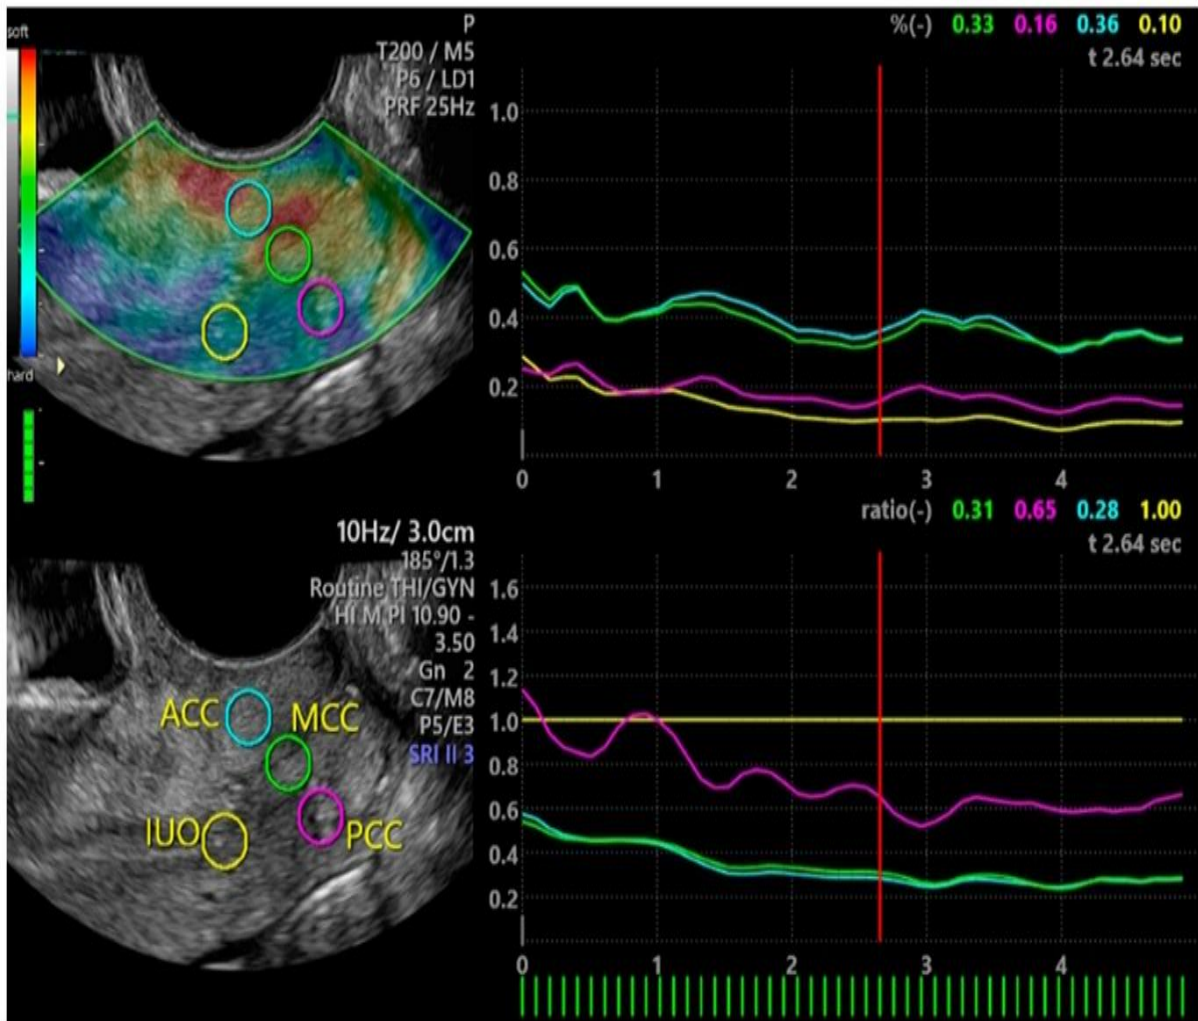 soft
hard
P
T200 / M5
P6 / LD1
PRF 25Hz
%(-) 0.33 0.16 0.36 0.10
t 2.64 sec
1.0
0.8
0.6
0.4
0.2
0 1 2 3 4
10Hz/ 3.0cm
185°/1.3
Routine THI/GYN
HI M PI 10.90 -
3.50
Gn 2
C7/M8
P5/E3
SRI II 3
ACC
MCC
IUO
PCC
ratio(-) 0.31 0.65 0.28 1.00
t 2.64 sec
1.6
1.4
1.2
1.0
0.8
0.6
0.4
0.2
0 1 2 3 4